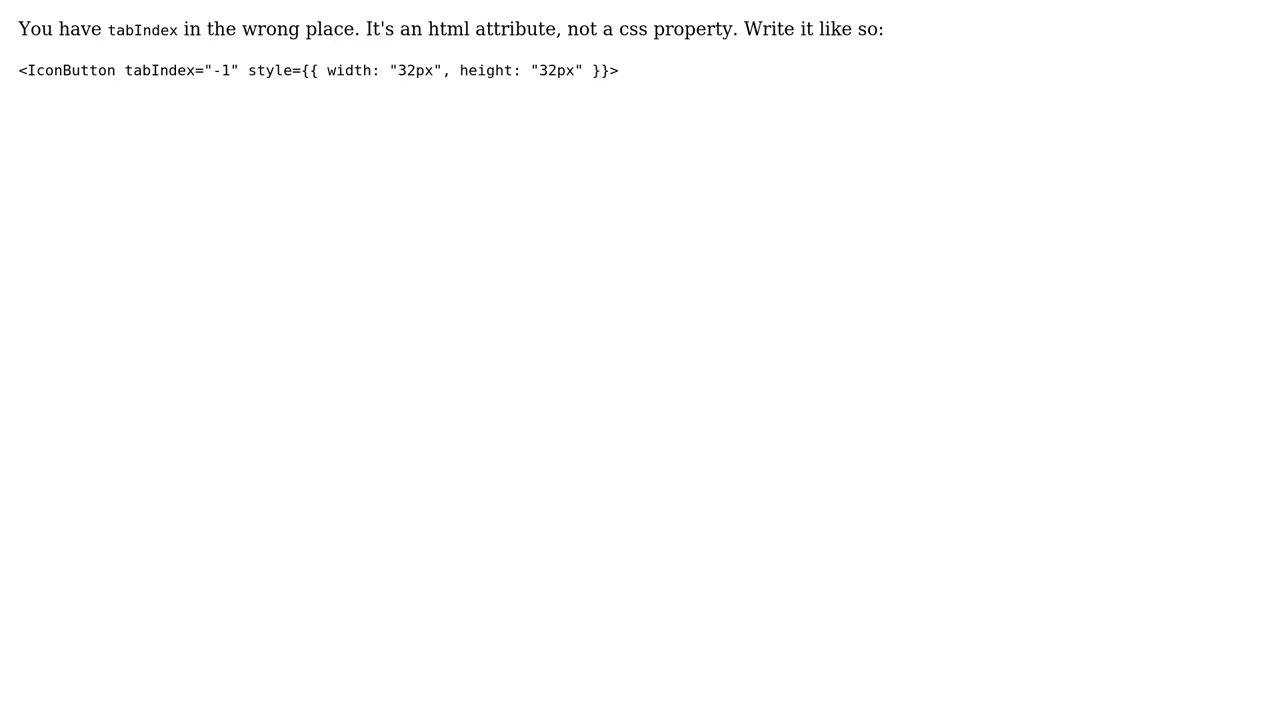 You have tabIndex in the wrong place. It's an html attribute, not a css property. Write it like so:
<IconButton tabIndex="-1" style={{ width: "32px", height: "32px" }}>